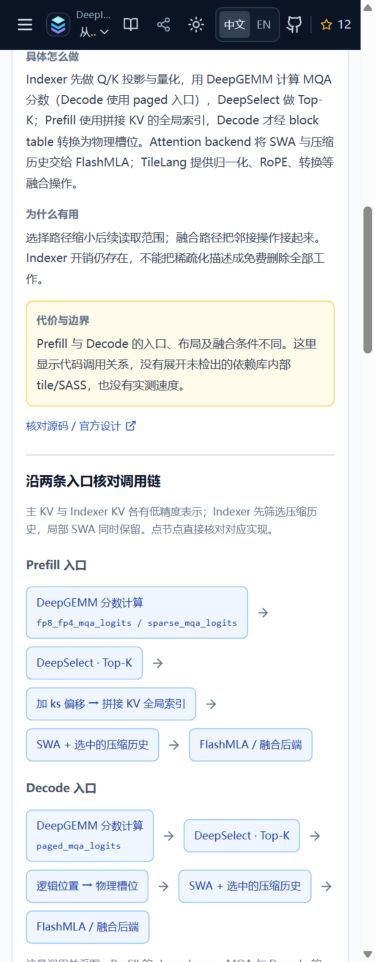 DeepL...
从..
中文
EN
12
具体怎么做
Indexer 先做 Q/K 投影与量化，用 DeepGEMM 计算 MQA
分数（Decode 使用 paged 入口），DeepSelect 做 Top-
K；Prefill 使用拼接 KV 的全局索引，Decode 才经 block
table 转换为物理槽位。Attention backend 将 SWA 与压缩
历史交给 FlashMLA；TileLang 提供归一化、RoPE、转换等
融合操作。
为什么有用
选择路径缩小后续读取范围；融合路径把邻接操作接起来。
Indexer 开销仍存在，不能把稀疏化描述成免费删除全部工
作。
代价与边界
Prefill 与 Decode 的入口、布局及融合条件不同。这里
显示代码调用关系，没有展开未检出的依赖库内部
tile/SASS，也没有实测速度。
核对源码 / 官方设计
沿两条入口核对调用链
主 KV 与 Indexer KV 各有低精度表示；Indexer 先筛选压缩历
史，局部 SWA 同时保留。点节点直接核对对应实现。
Prefill 入口
DeepGEMM 分数计算
fp8_fp4_mqa_logits / sparse_mqa_logits
→
DeepSelect · Top-K →
加 ks 偏移 → 拼接 KV 全局索引 →
SWA + 选中的压缩历史 → FlashMLA / 融合后端
Decode 入口
DeepGEMM 分数计算
paged_mqa_logits
→ DeepSelect · Top-K →
逻辑位置 → 物理槽位 → SWA + 选中的压缩历史 →
FlashMLA / 融合后端